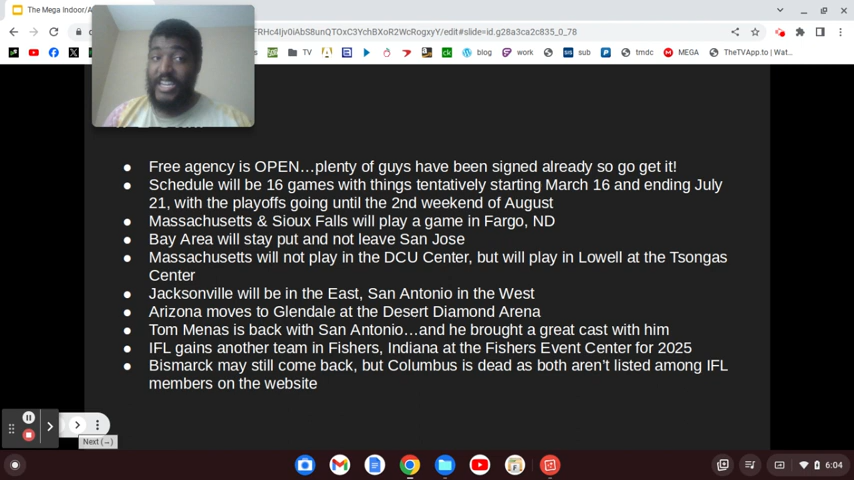 The Mega Indoor/A
FRHc4Ijv0iAbS8unQTOxC3YchBXoR2WcRogxyY/edit#slide=id.g28a3ca2c835_0_78
TV
blog
work
sub
tmdc
MEGA
TheTVApp.to | Wat...
● Free agency is OPEN…plenty of guys have been signed already so go get it!
● Schedule will be 16 games with things tentatively starting March 16 and ending July
21, with the playoffs going until the 2nd weekend of August
● Massachusetts & Sioux Falls will play a game in Fargo, ND
● Bay Area will stay put and not leave San Jose
● Massachusetts will not play in the DCU Center, but will play in Lowell at the Tsongas
Center
● Jacksonville will be in the East, San Antonio in the West
● Arizona moves to Glendale at the Desert Diamond Arena
● Tom Menas is back with San Antonio…and he brought a great cast with him
● IFL gains another team in Fishers, Indiana at the Fishers Event Center for 2025
● Bismarck may still come back, but Columbus is dead as both aren't listed among IFL
members on the website
Next (→)
6:04